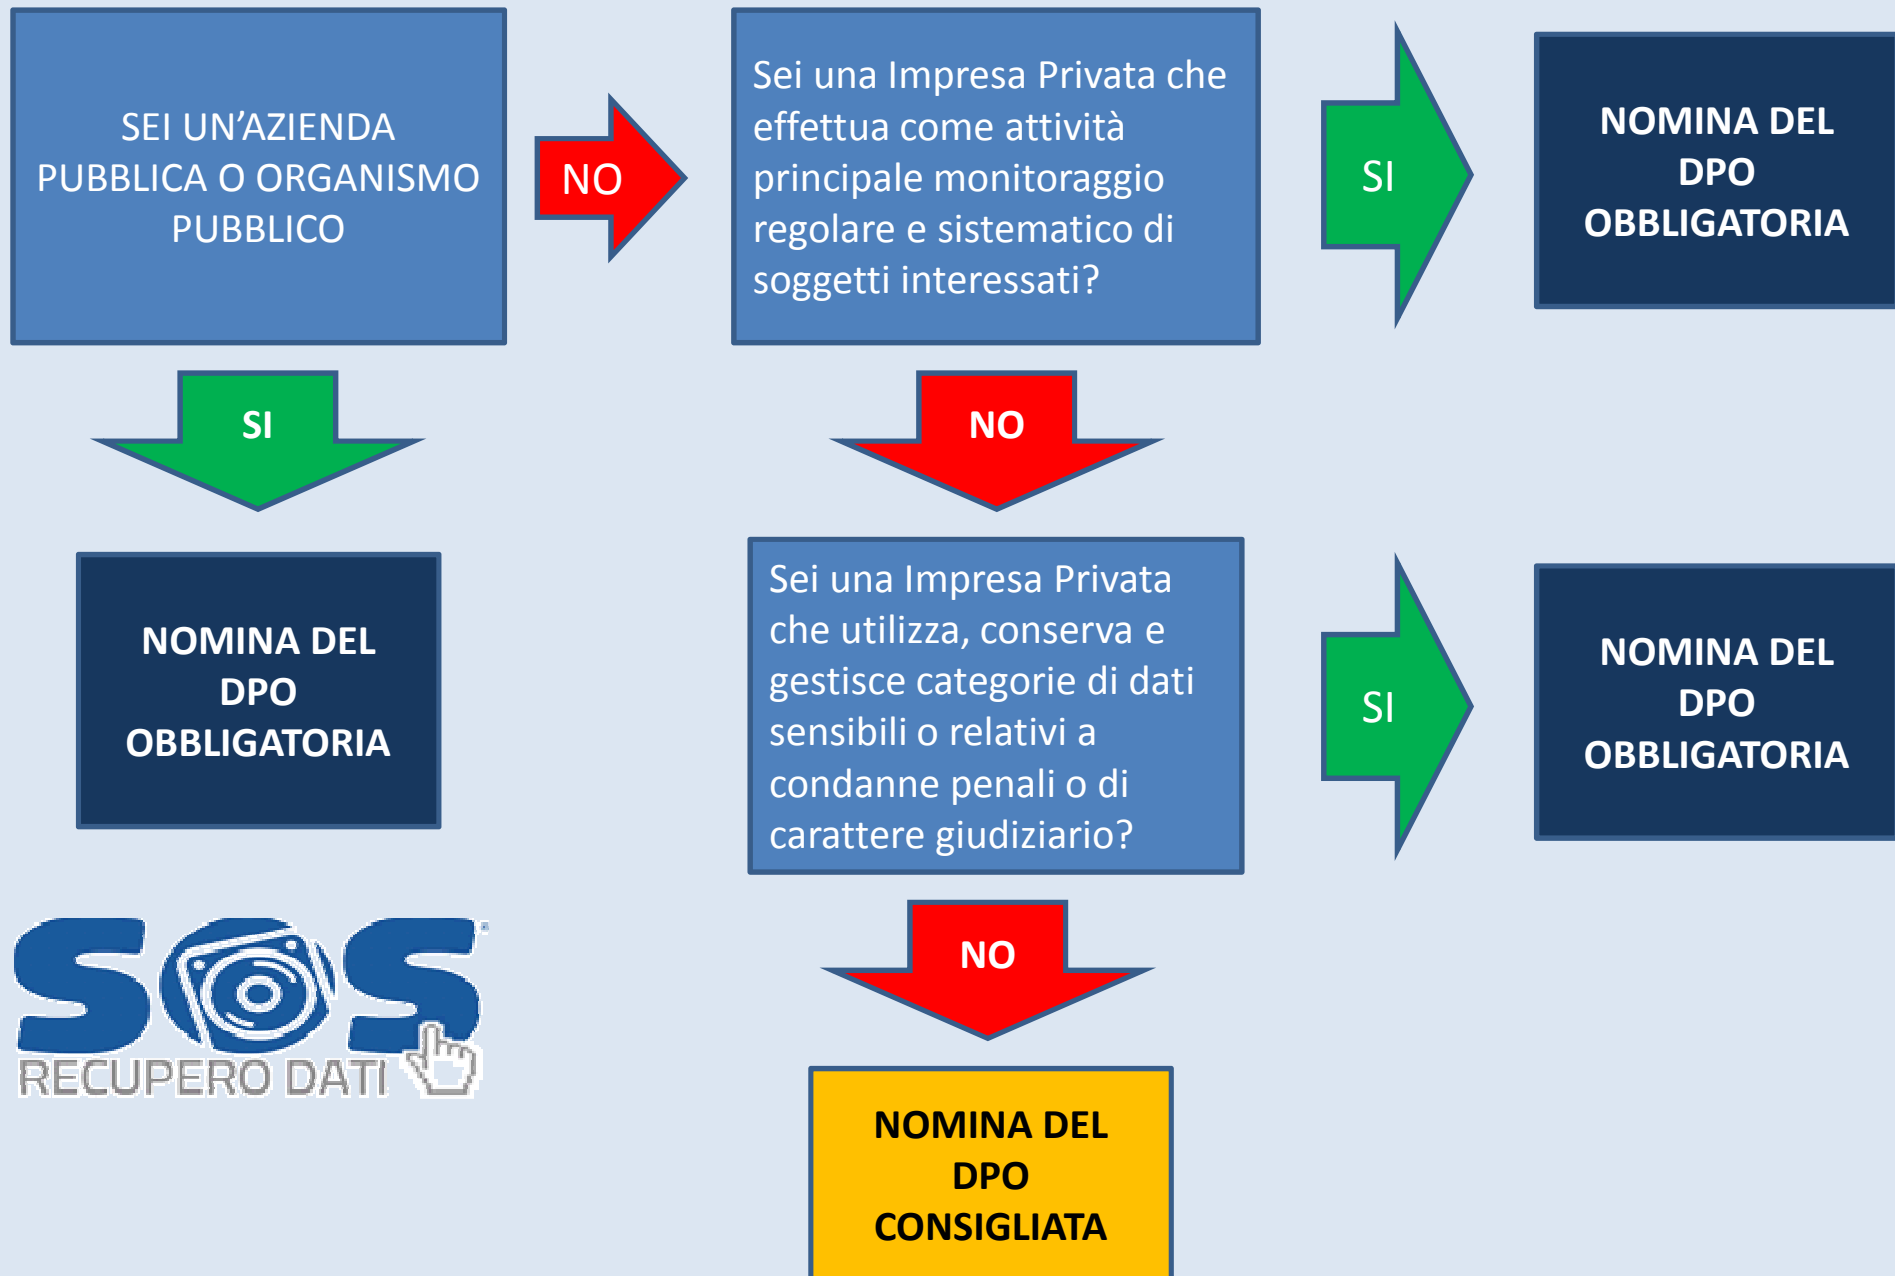 SEI UN’AZIENDA
PUBBLICA O ORGANISMO
PUBBLICO
NO
Sei una Impresa Privata che
effettua come attività
principale monitoraggio
regolare e sistematico di
soggetti interessati?
SI
NOMINA DEL
DPO
OBBLIGATORIA
SI
NO
NOMINA DEL
DPO
OBBLIGATORIA
Sei una Impresa Privata
che utilizza, conserva e
gestisce categorie di dati
sensibili o relativi a
condanne penali o di
carattere giudiziario?
SI
NOMINA DEL
DPO
OBBLIGATORIA
SOS
RECUPERO DATI
NO
NOMINA DEL
DPO
CONSIGLIATA